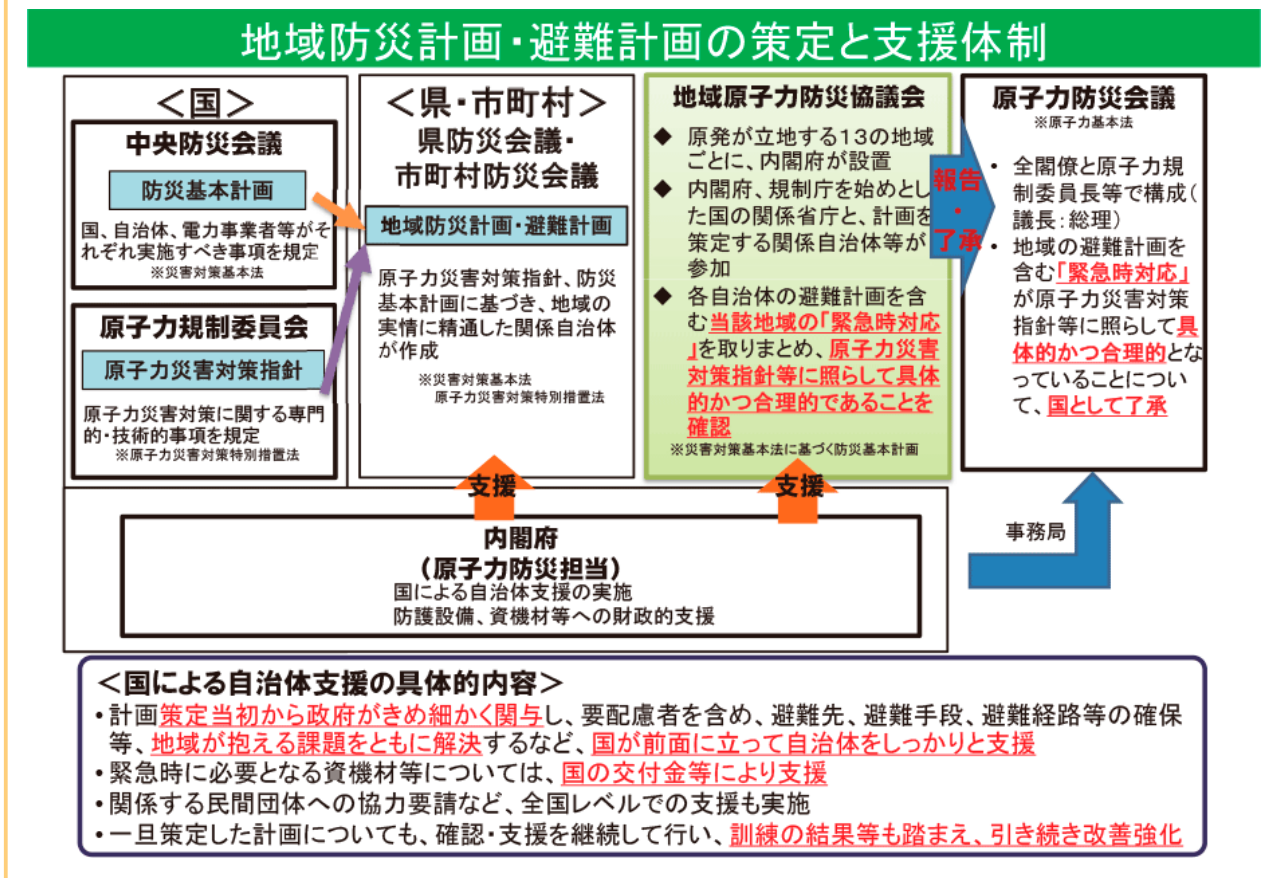 地域防災計画・避難計画の策定と支援体制
＜国＞
中央防災会議
防災基本計画
国、自治体、電力事業者等がそ
れぞれ実施すべき事項を規定
※災害対策基本法
原子力規制委員会
原子力災害対策指針
原子力災害対策に関する専門
的・技術的事項を規定
※原子力災害対策特別措置法
＜県・市町村＞
県防災会議・
市町村防災会議
地域防災計画・避難計画
原子力災害対策指針、防災
基本計画に基づき、地域の
実情に精通した関係自治体
が作成
※災害対策基本法
原子力災害対策特別措置法
地域原子力防災協議会
◆ 原発が立地する13の地域
ごとに、内閣府が設置
◆ 内閣府、規制庁を始めとし
た国の関係省庁と、計画を
策定する関係自治体等が
参加
◆ 各自治体の避難計画を含
む当該地域の「緊急時対応
」を取りまとめ、原子力災害
対策指針等に照らして具体
的かつ合理的であることを
確認
※災害対策基本法に基づく防災基本計画
報告
・
了承
原子力防災会議
※原子力基本法
• 全閣僚と原子力規
制委員長等で構成（
議長：総理）
• 地域の避難計画を
含む「緊急時対応」
が原子力災害対策
指針等に照らして具
体的かつ合理的とな
っていることについ
て、国として了承
支援
支援
内閣府
（原子力防災担当）
国による自治体支援の実施
防護設備、資機材等への財政的支援
事務局
＜国による自治体支援の具体的内容＞
•計画策定当初から政府がきめ細かく関与し、要配慮者を含め、避難先、避難手段、避難経路等の確保
等、地域が抱える課題をともに解決するなど、国が前面に立って自治体をしっかりと支援
•緊急時に必要となる資機材等については、国の交付金等により支援
•関係する民間団体への協力要請など、全国レベルでの支援も実施
•一旦策定した計画についても、確認・支援を継続して行い、訓練の結果等も踏まえ、引き続き改善強化